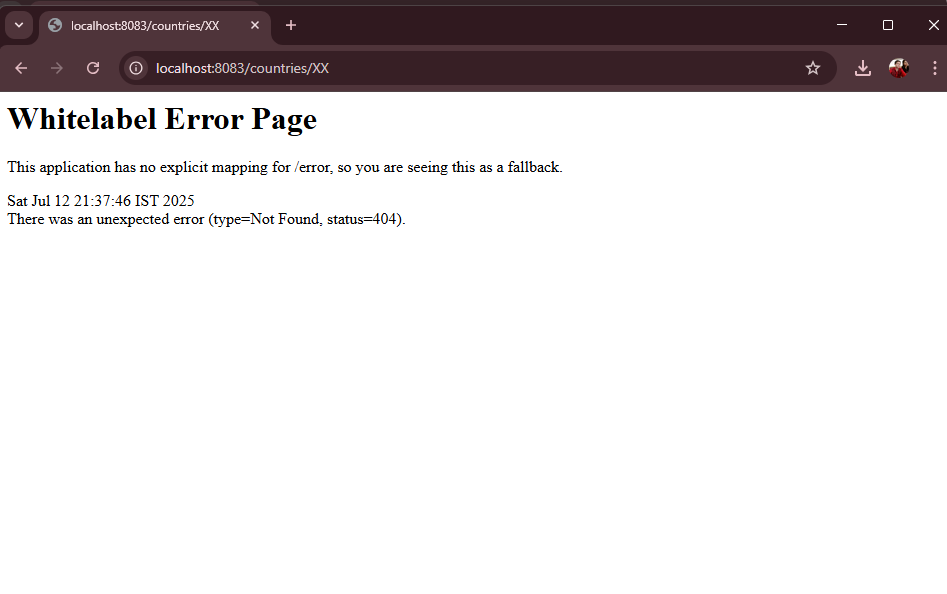 localhost:8083/countries/XX
localhost:8083/countries/XX
Whitelabel Error Page
This application has no explicit mapping for /error, so you are seeing this as a fallback.
Sat Jul 12 21:37:46 IST 2025
There was an unexpected error (type=Not Found, status=404).